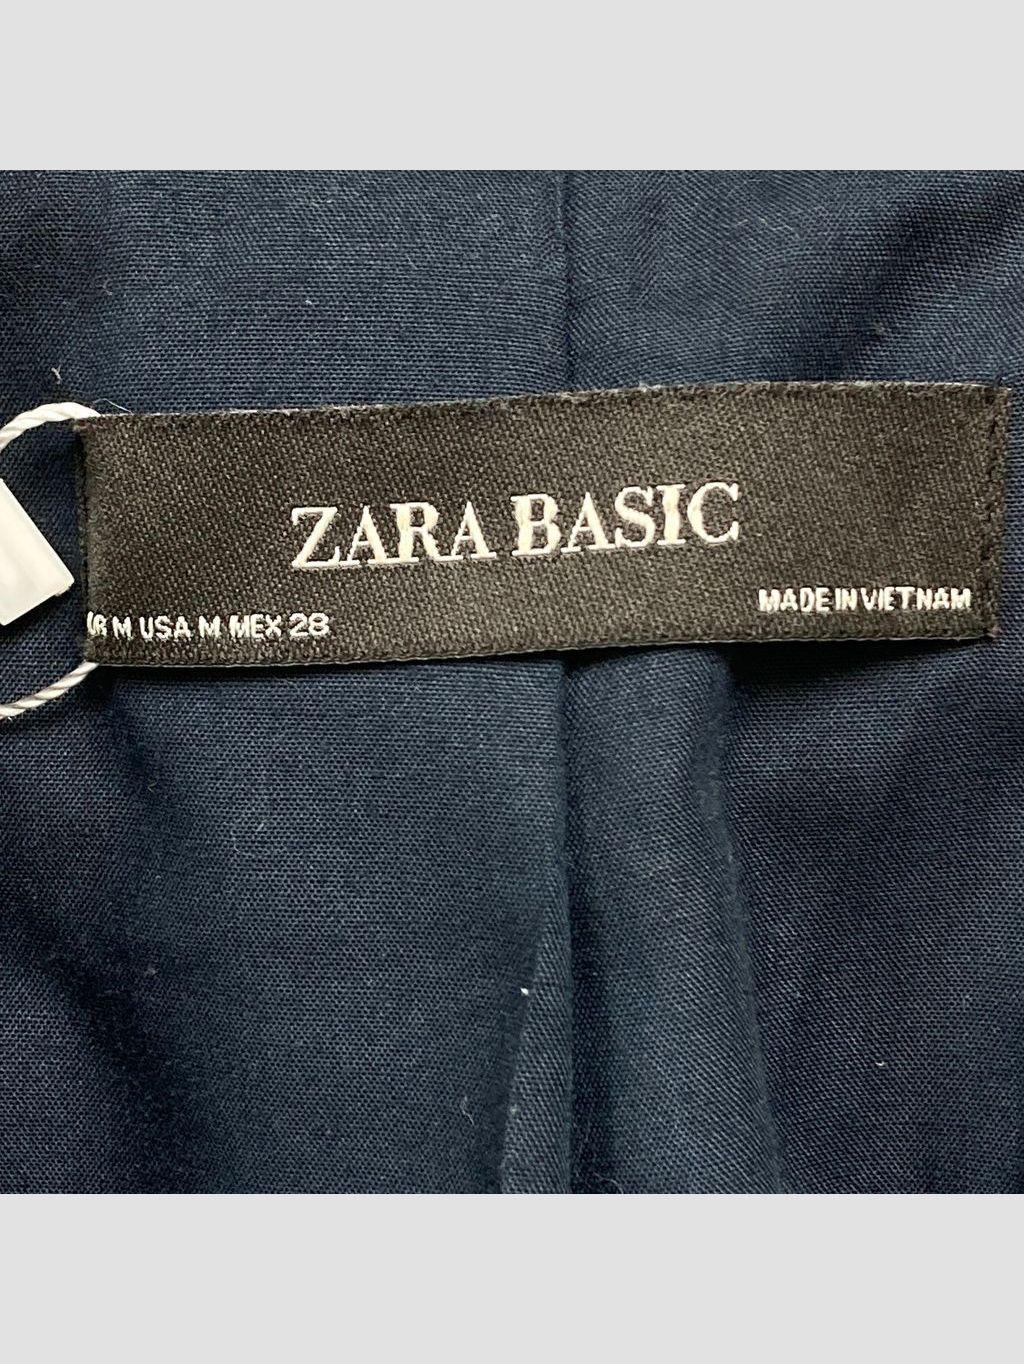 ZARA BASIC
M USA M MEX 28
MADE IN VIETNAM